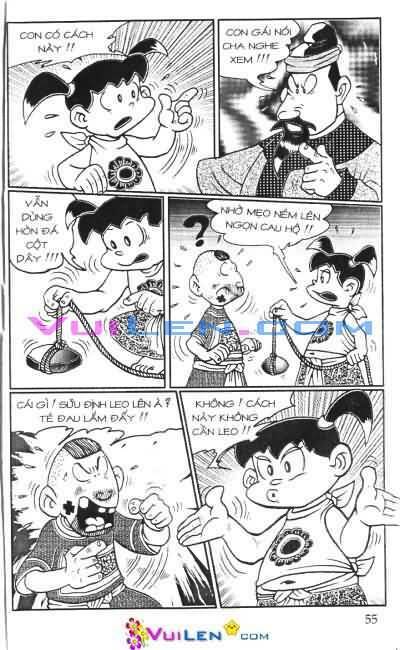 CON CÓ CÁCH
NÀY !!
CON GÁI NÓI
CHA NGHE
XEM !!!
VẪN
DÙNG
HÒN ĐÁ
CỘT
DÂY !!!
NHỜ MẸO NÉM LÊN
NGỌN CAU HỘ !!
?
VUILEN.COM
CÁI GÌ ! SỬU ĐỊNH LEO LÊN À ?
TÉ ĐAU LẮM ĐẤY !!
KHÔNG ! CÁCH
NÀY KHÔNG
CẦN LEO !!
55
VUILEN.COM